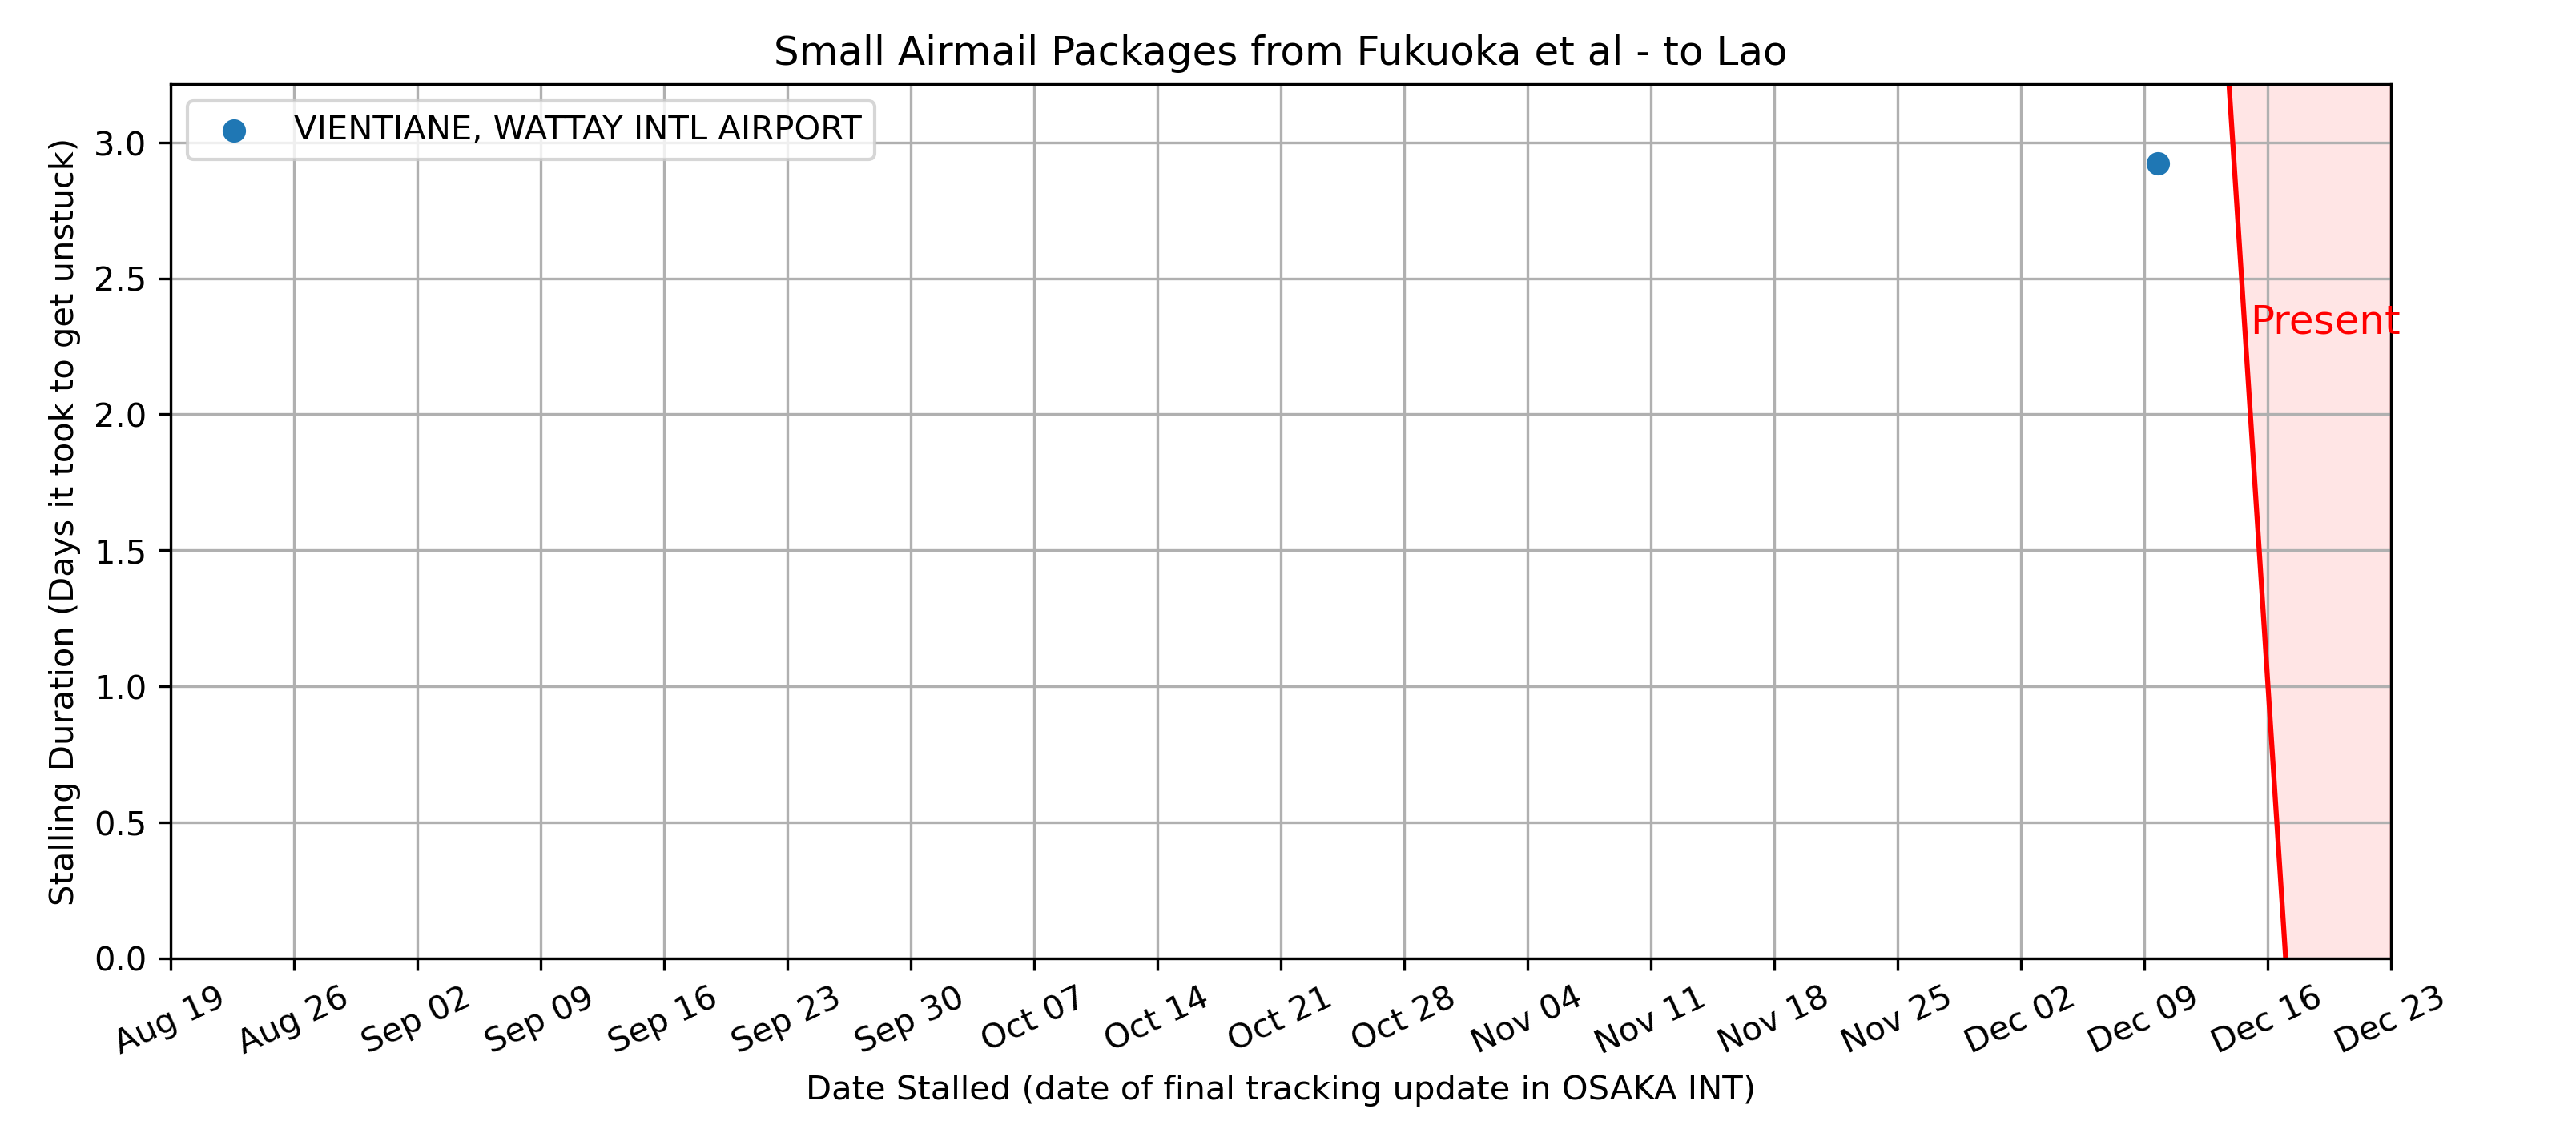 Small Airmail Packages from Fukuoka et al - to Lao
VIENTIANE, WATTAY INTL AIRPORT
Present
Stalling Duration (Days it took to get unstuck)
3.0
2.5
2.0
1.5
1.0
0.5
0.0
Aug 19
Aug 26
Sep 02
Sep 09
Sep 16
Sep 23
Sep 30
Oct 07
Oct 14
Oct 21
Oct 28
Nov 04
Nov 11
Nov 18
Nov 25
Dec 02
Dec 09
Dec 16
Dec 23
Date Stalled (date of final tracking update in OSAKA INT)